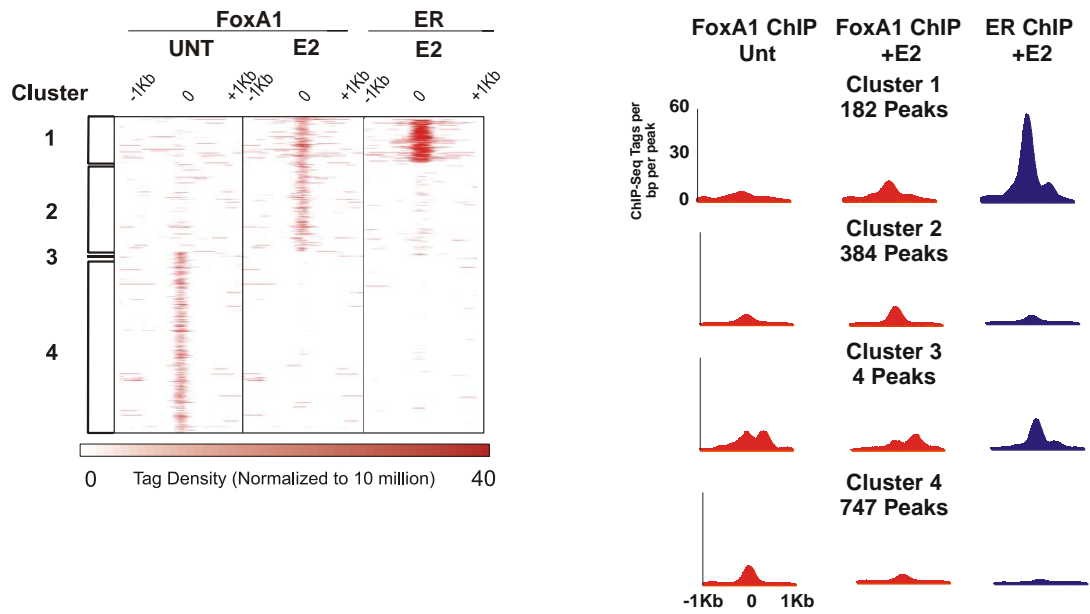 FoxA1
ER
UNT
E2
E2
Cluster
-1Kb
0
+1Kb
-1Kb
0
+1Kb
-1Kb
0
+1Kb
1
2
3
4
0
Tag Density (Normalized to 10 million)
40
FoxA1 ChIP
Unt
FoxA1 ChIP
+E2
ER ChIP
+E2
Cluster 1
182 Peaks
ChIP-Seq Tags per
bp per peak
60
30
0
Cluster 2
384 Peaks
Cluster 3
4 Peaks
Cluster 4
747 Peaks
-1Kb 0 1Kb